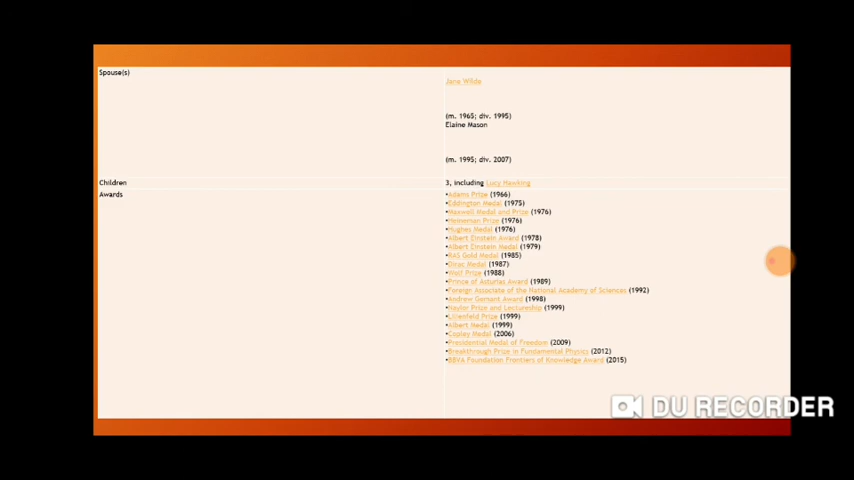 Spouse(s)
Jane Wilde
(m. 1965; div. 1995)
Elaine Mason
(m. 1995; div. 2007)
Children
3, including Lucy Hawking
Awards
•Adams Prize (1966)
•Eddington Medal (1975)
•Maxwell Medal and Prize (1976)
•Heineman Prize (1976)
•Hughes Medal (1976)
•Albert Einstein Award (1978)
•Albert Einstein Medal (1979)
•RAS Gold Medal (1985)
•Dirac Medal (1987)
•Wolf Prize (1988)
•Prince of Asturias Award (1989)
•Foreign Associate of the National Academy of Sciences (1992)
•Andrew Gemant Award (1998)
•Naylor Prize and Lectureship (1999)
•Lilienfeld Prize (1999)
•Albert Medal (1999)
•Copley Medal (2006)
•Presidential Medal of Freedom (2009)
•Breakthrough Prize in Fundamental Physics (2012)
•BBVA Foundation Frontiers of Knowledge Award (2015)
DU RECORDER